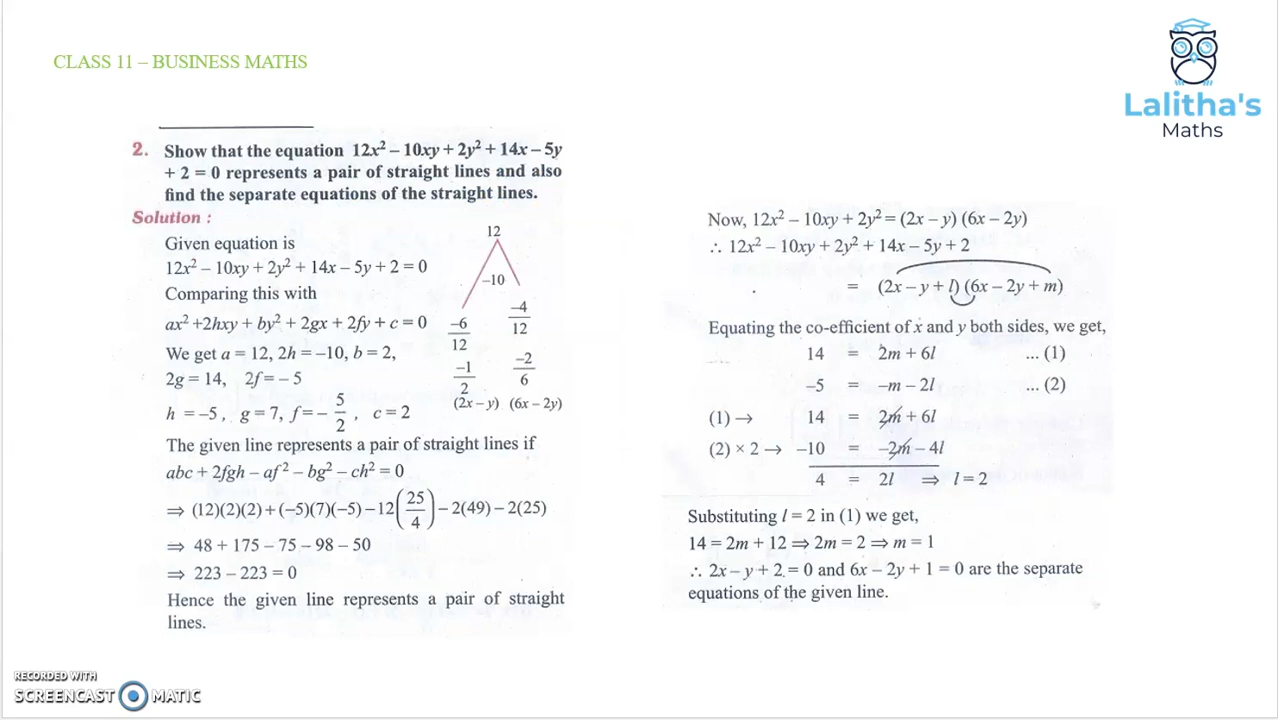 CLASS 11 – BUSINESS MATHS
Lalitha's
Maths
2. Show that the equation 12x² – 10xy + 2y² + 14x – 5y
+ 2 = 0 represents a pair of straight lines and also
find the separate equations of the straight lines.
Solution :
Given equation is
12x² – 10xy + 2y² + 14x – 5y + 2 = 0
Comparing this with
ax² +2hxy + by² + 2gx + 2fy + c = 0
We get a = 12, 2h = –10, b = 2,
2g = 14, 2f = – 5
h = –5 , g = 7, f = – 5/2 , c = 2
12
–10
–6/12 –4/12
–1/2 –2/6
(2x – y) (6x – 2y)
The given line represents a pair of straight lines if
abc + 2fgh – af² – bg² – ch² = 0
⇒ (12)(2)(2) + (–5)(7)(–5) – 12(25/4) – 2(49) – 2(25)
⇒ 48 + 175 – 75 – 98 – 50
⇒ 223 – 223 = 0
Hence the given line represents a pair of straight
lines.
Now, 12x² – 10xy + 2y² = (2x – y) (6x – 2y)
∴ 12x² – 10xy + 2y² + 14x – 5y + 2
= (2x – y + l) (6x – 2y + m)
Equating the co-efficient of x and y both sides, we get,
14 = 2m + 6l ... (1)
–5 = –m – 2l ... (2)
(1) → 14 = 2m + 6l
(2) × 2 → –10 = –2m – 4l
4 = 2l ⇒ l = 2
Substituting l = 2 in (1) we get,
14 = 2m + 12 ⇒ 2m = 2 ⇒ m = 1
∴ 2x – y + 2 = 0 and 6x – 2y + 1 = 0 are the separate
equations of the given line.
RECORDED WITH
SCREENCAST MATIC